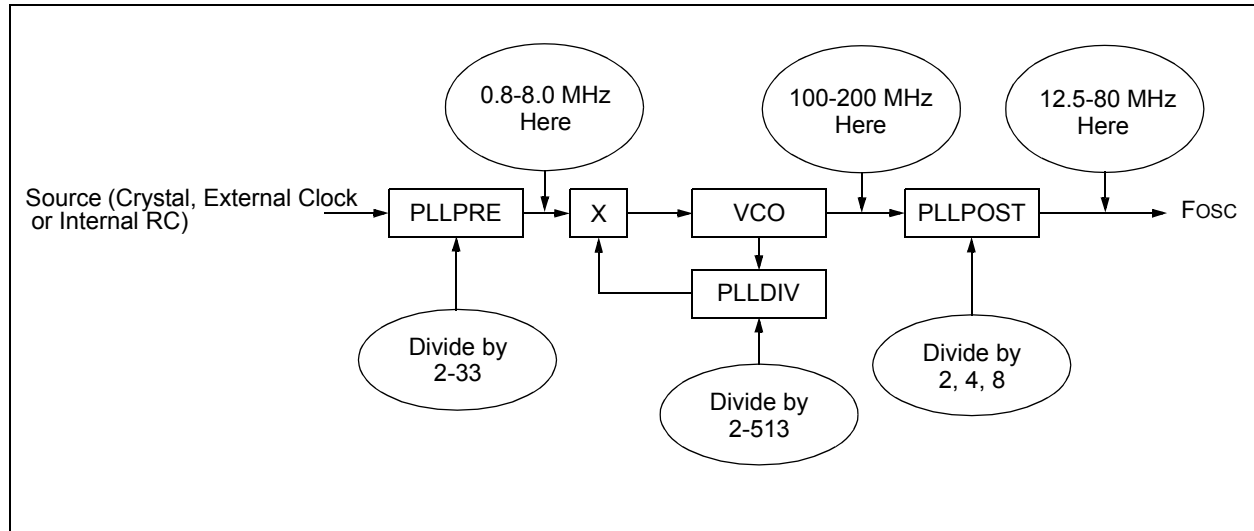 0.8-8.0 MHz
Here
100-200 MHz
Here
12.5-80 MHz
Here
Source (Crystal, External Clock
or Internal RC)
PLLPRE
X
VCO
PLLPOST
FOSC
PLLDIV
Divide by
2-33
Divide by
2-513
Divide by
2, 4, 8